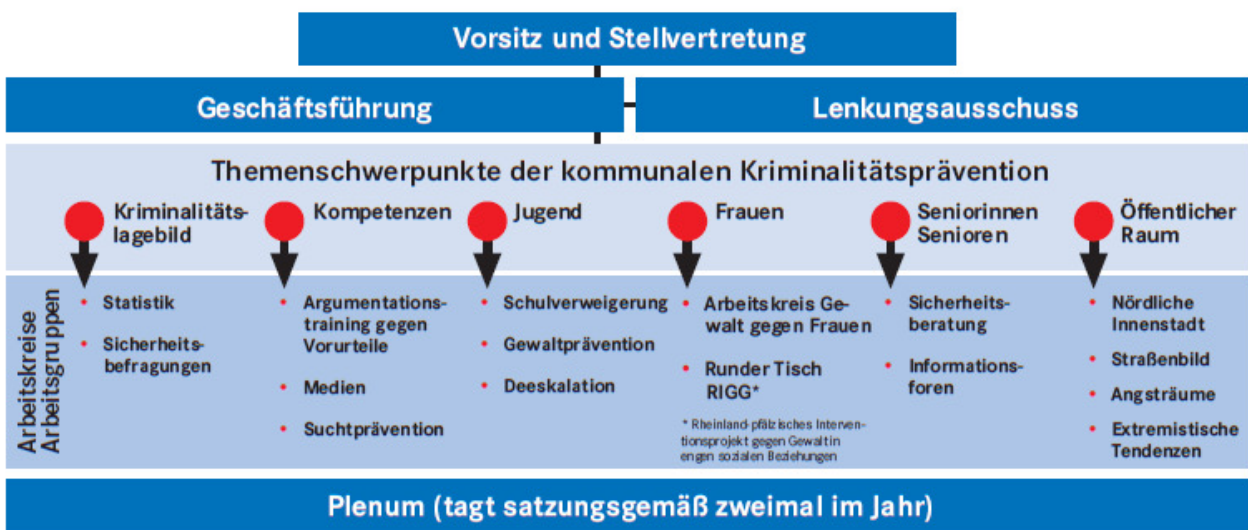 Vorsitz und Stellvertretung
Geschäftsführung
Lenkungsausschuss
Themenschwerpunkte der kommunalen Kriminalitätsprävention
Kriminalitäts-
lagebild
Kompetenzen
Jugend
Frauen
Seniorinnen
Senioren
Öffentlicher
Raum
Arbeitskreise
Arbeitsgruppen
• Statistik
• Sicherheits-
befragungen
• Argumentations-
training gegen
Vorurteile
• Medien
• Suchtprävention
• Schulverweigerung
• Gewaltprävention
• Deeskalation
• Arbeitskreis Ge-
walt gegen Frauen
• Runder Tisch
RIGG*
* Rheinland-pfälzisches Interven-
tionsprojekt gegen Gewalt in
engen sozialen Beziehungen
• Sicherheits-
beratung
• Informations-
foren
• Nördliche
Innenstadt
• Straßenbild
• Angsträume
• Extremistische
Tendenzen
Plenum (tagt satzungsgemäß zweimal im Jahr)